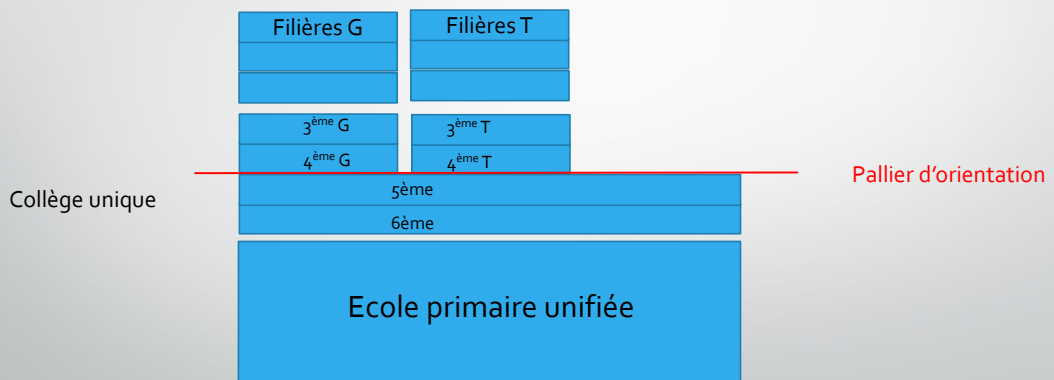 Filières G
Filières T
3ème G
3ème T
4ème G
4ème T
Pallier d'orientation
Collège unique
5ème
6ème
Ecole primaire unifiée